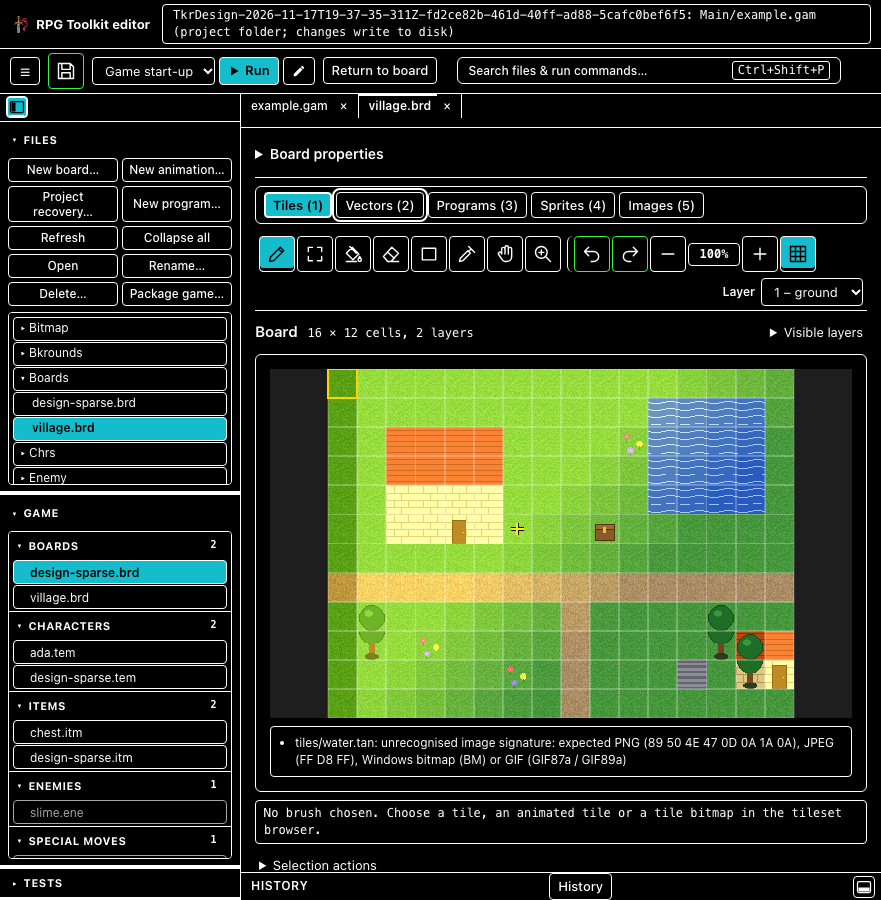 RPG Toolkit editor
TkrDesign-2026-11-17T19-37-35-311Z-fd2ce82b-461d-40ff-ad88-5cafc0bef6f5: Main/example.gam
(project folder; changes write to disk)
Game start-up
Run
Return to board
Search files & run commands...
Ctrl+Shift+P
example.gam ×
village.brd ×
FILES
New board...
New animation...
Project
recovery...
New program...
Refresh
Collapse all
Open
Rename...
Delete...
Package game...
Bitmap
Bkrounds
Boards
design-sparse.brd
village.brd
Chrs
Enemy
GAME
BOARDS 2
design-sparse.brd
village.brd
CHARACTERS 2
ada.tem
design-sparse.tem
ITEMS 2
chest.itm
design-sparse.itm
ENEMIES 1
slime.ene
SPECIAL MOVES 1
TESTS
Board properties
Tiles (1)
Vectors (2)
Programs (3)
Sprites (4)
Images (5)
100%
Layer
1 – ground
Board 16 × 12 cells, 2 layers
Visible layers
• tiles/water.tan: unrecognised image signature: expected PNG (89 50 4E 47 0D 0A 1A 0A), JPEG
(FF D8 FF), Windows bitmap (BM) or GIF (GIF87a / GIF89a)
No brush chosen. Choose a tile, an animated tile or a tile bitmap in the tileset
browser.
Selection actions
HISTORY
History